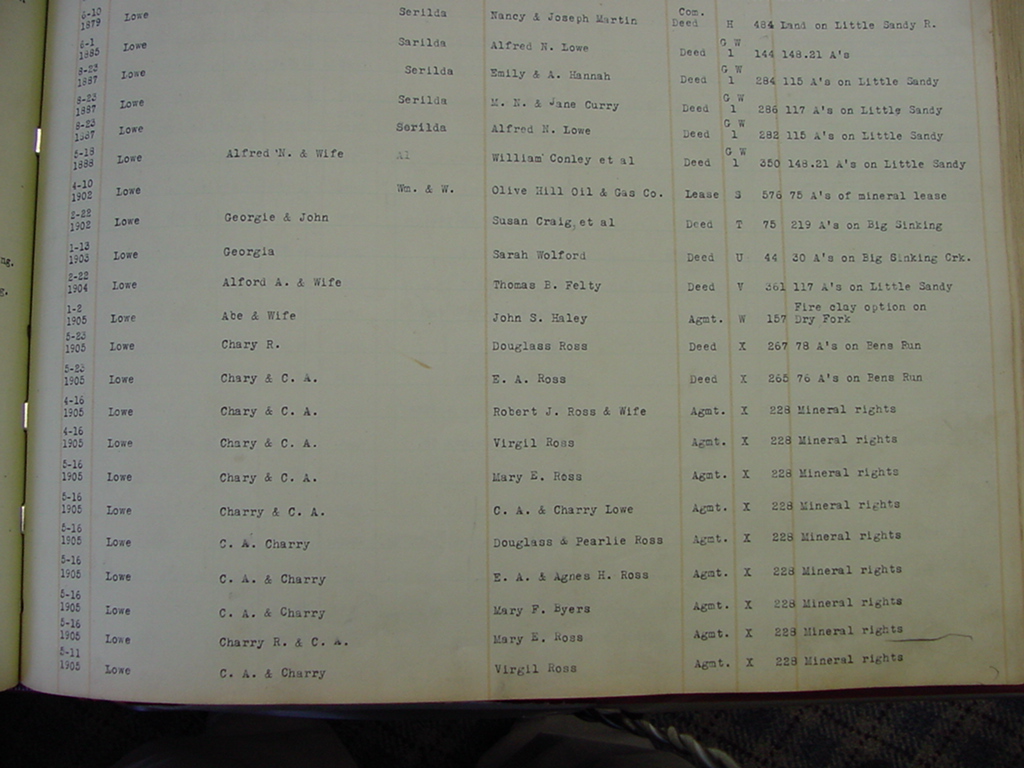 6-10
1879 Lowe Serilda Nancy & Joseph Martin Com. Deed H 484 Land on Little Sandy R.
6-1
1885 Lowe Sarilda Alfred N. Lowe Deed G W 1 144 148.21 A's
8-23
1887 Lowe Serilda Emily & A. Hannah Deed G W 1 284 115 A's on Little Sandy
8-23
1887 Lowe Serilda M. N. & Jane Curry Deed G W 1 286 117 A's on Little Sandy
8-23
1887 Lowe Serilda Alfred N. Lowe Deed G W 1 282 115 A's on Little Sandy
1888 Lowe Alfred N. & Wife Al William Conley et al Deed G W 1 350 148.21 A's on Little Sandy
4-10
1902 Lowe Wm. & W. Olive Hill Oil & Gas Co. Lease S 576 75 A's of mineral lease
2-22
1902 Lowe Georgie & John Susan Craig, et al Deed T 75 219 A's on Big Sinking
1-13
1903 Lowe Georgia Sarah Wolford Deed U 44 30 A's on Big Sinking Crk.
2-22
1904 Lowe Alford A. & Wife Thomas B. Felty Deed V 361 117 A's on Little Sandy
1-2
1905 Lowe Abe & Wife John S. Haley Agmt. W 157 Fire clay option on
Dry Fork
5-23
1905 Lowe Chary R. Douglass Ross Deed X 267 78 A's on Bens Run
5-23
1905 Lowe Chary & C. A. E. A. Ross Deed X 265 76 A's on Bens Run
4-16
1905 Lowe Chary & C. A. Robert J. Ross & Wife Agmt. X 228 Mineral rights
4-16
1905 Lowe Chary & C. A. Virgil Ross Agmt. X 228 Mineral rights
5-16
1905 Lowe Chary & C. A. Mary E. Ross Agmt. X 228 Mineral rights
5-16
1905 Lowe Charry & C. A. C. A. & Charry Lowe Agmt. X 228 Mineral rights
5-16
1905 Lowe C. A. Charry Douglass & Pearlie Ross Agmt. X 228 Mineral rights
5-16
1905 Lowe C. A. & Charry E. A. & Agnes H. Ross Agmt. X 228 Mineral rights
5-16
1905 Lowe C. A. & Charry Mary F. Byers Agmt. X 228 Mineral rights
5-16
1905 Lowe Charry R. & C. A. Mary E. Ross Agmt. X 228 Mineral rights
5-11
1905 Lowe C. A. & Charry Virgil Ross Agmt. X 228 Mineral rights